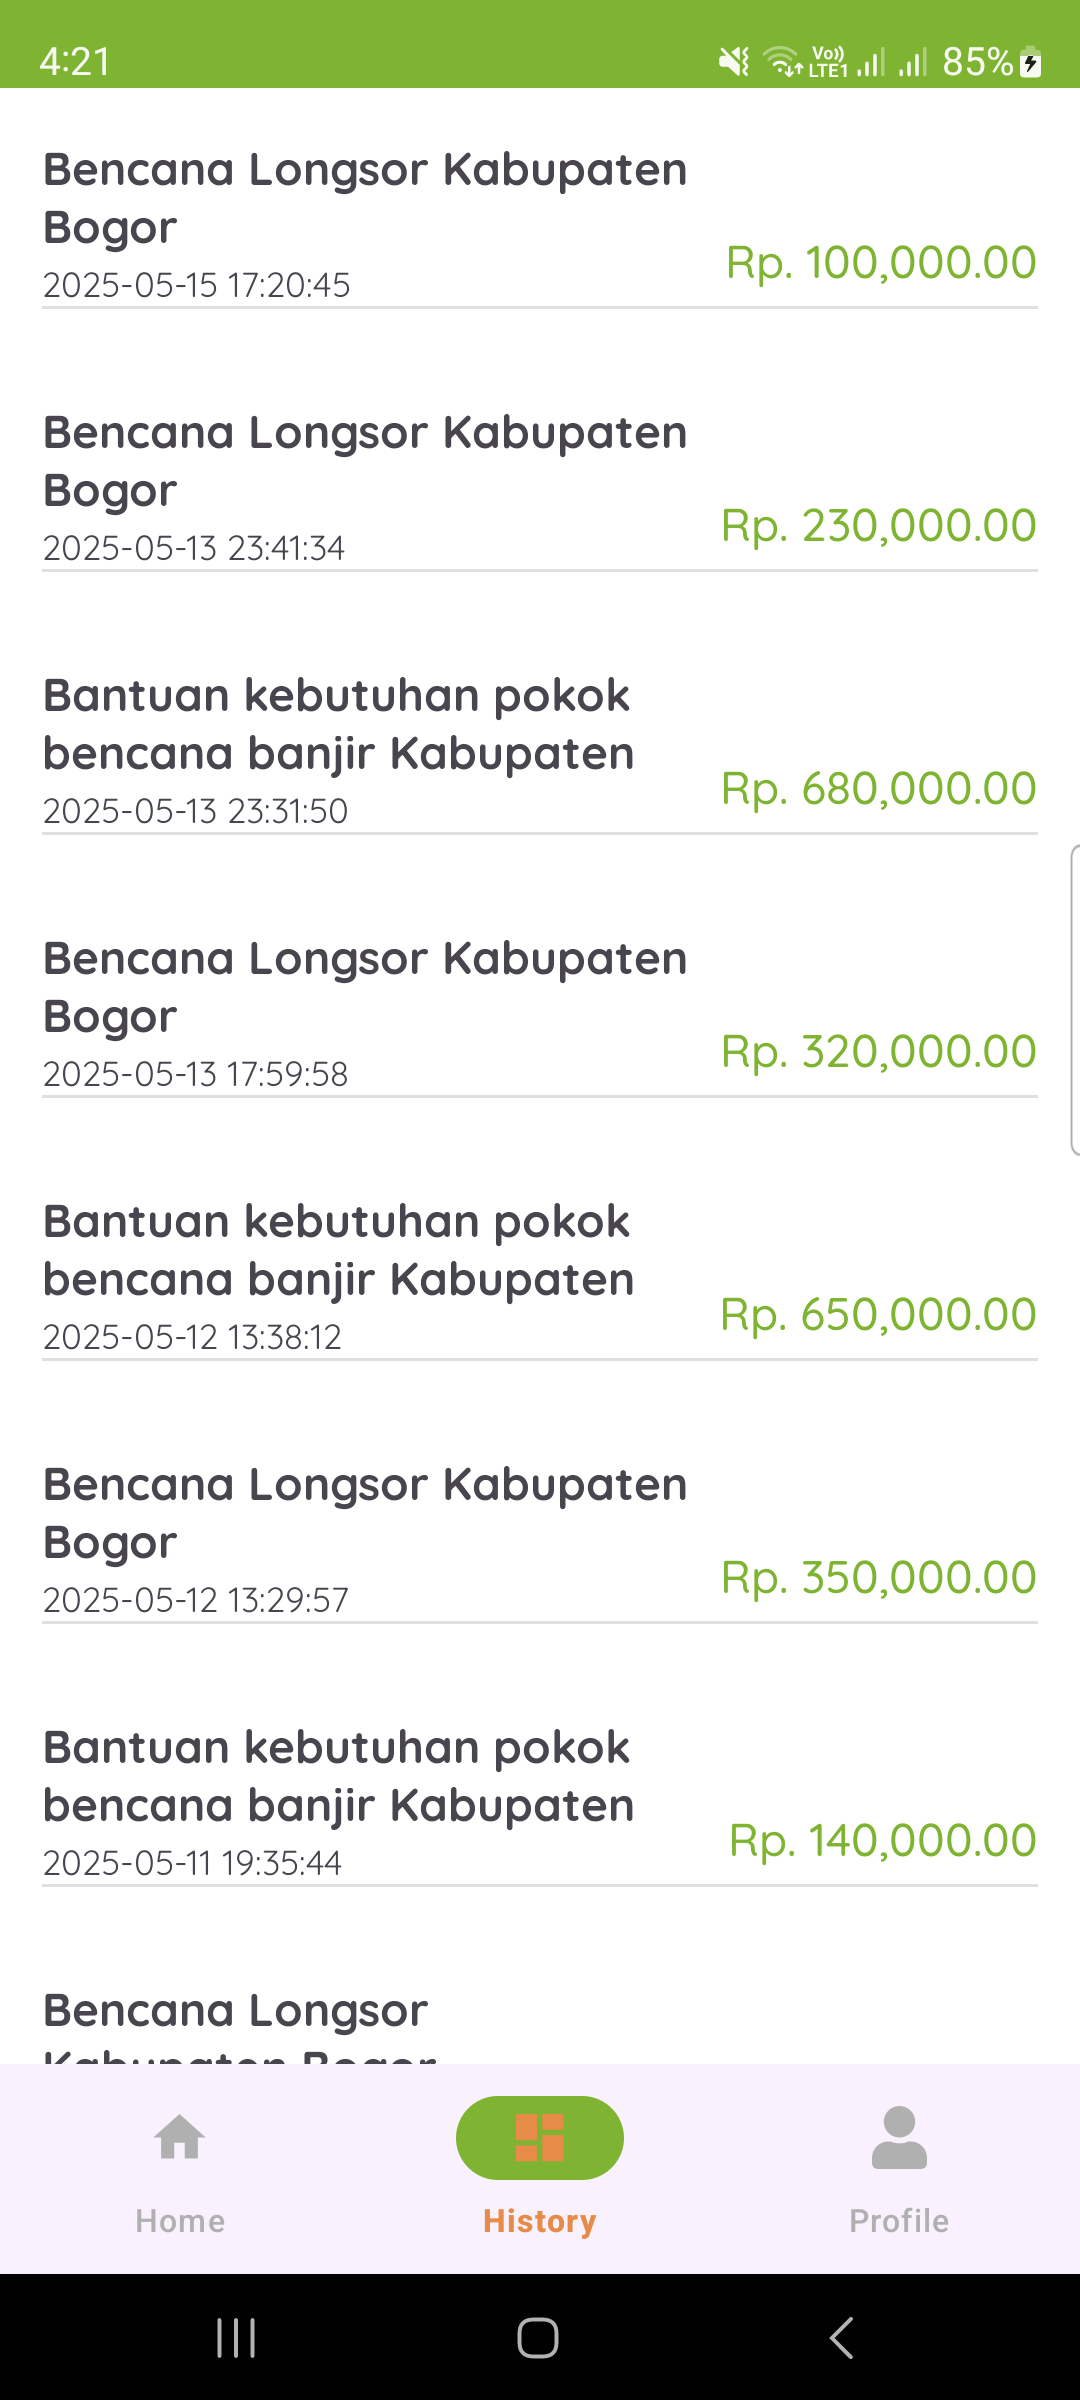 4:21
Vo)) LTE1 85%
Bencana Longsor Kabupaten
Bogor
Rp. 100,000.00
2025-05-15 17:20:45
Bencana Longsor Kabupaten
Bogor
Rp. 230,000.00
2025-05-13 23:41:34
Bantuan kebutuhan pokok
bencana banjir Kabupaten
Rp. 680,000.00
2025-05-13 23:31:50
Bencana Longsor Kabupaten
Bogor
Rp. 320,000.00
2025-05-13 17:59:58
Bantuan kebutuhan pokok
bencana banjir Kabupaten
Rp. 650,000.00
2025-05-12 13:38:12
Bencana Longsor Kabupaten
Bogor
Rp. 350,000.00
2025-05-12 13:29:57
Bantuan kebutuhan pokok
bencana banjir Kabupaten
Rp. 140,000.00
2025-05-11 19:35:44
Bencana Longsor
Kabupaten Bogor
Home
History
Profile